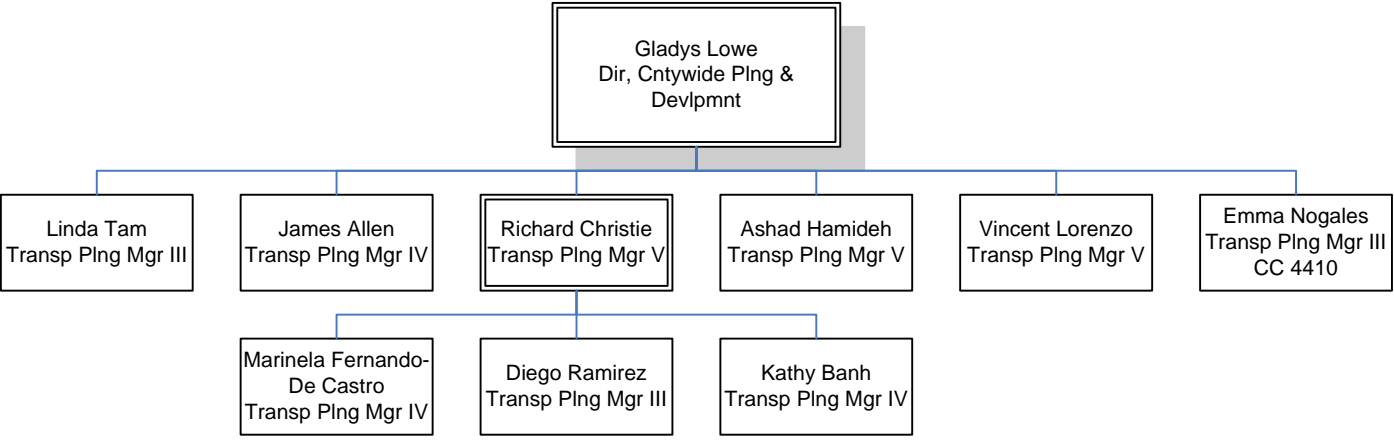 Gladys Lowe
Dir, Cntywide Plng &
Devlpmnt
Linda Tam
Transp Plng Mgr III
James Allen
Transp Plng Mgr IV
Richard Christie
Transp Plng Mgr V
Ashad Hamideh
Transp Plng Mgr V
Vincent Lorenzo
Transp Plng Mgr V
Emma Nogales
Transp Plng Mgr III
CC 4410
Marinela Fernando-
De Castro
Transp Plng Mgr IV
Diego Ramirez
Transp Plng Mgr III
Kathy Banh
Transp Plng Mgr IV